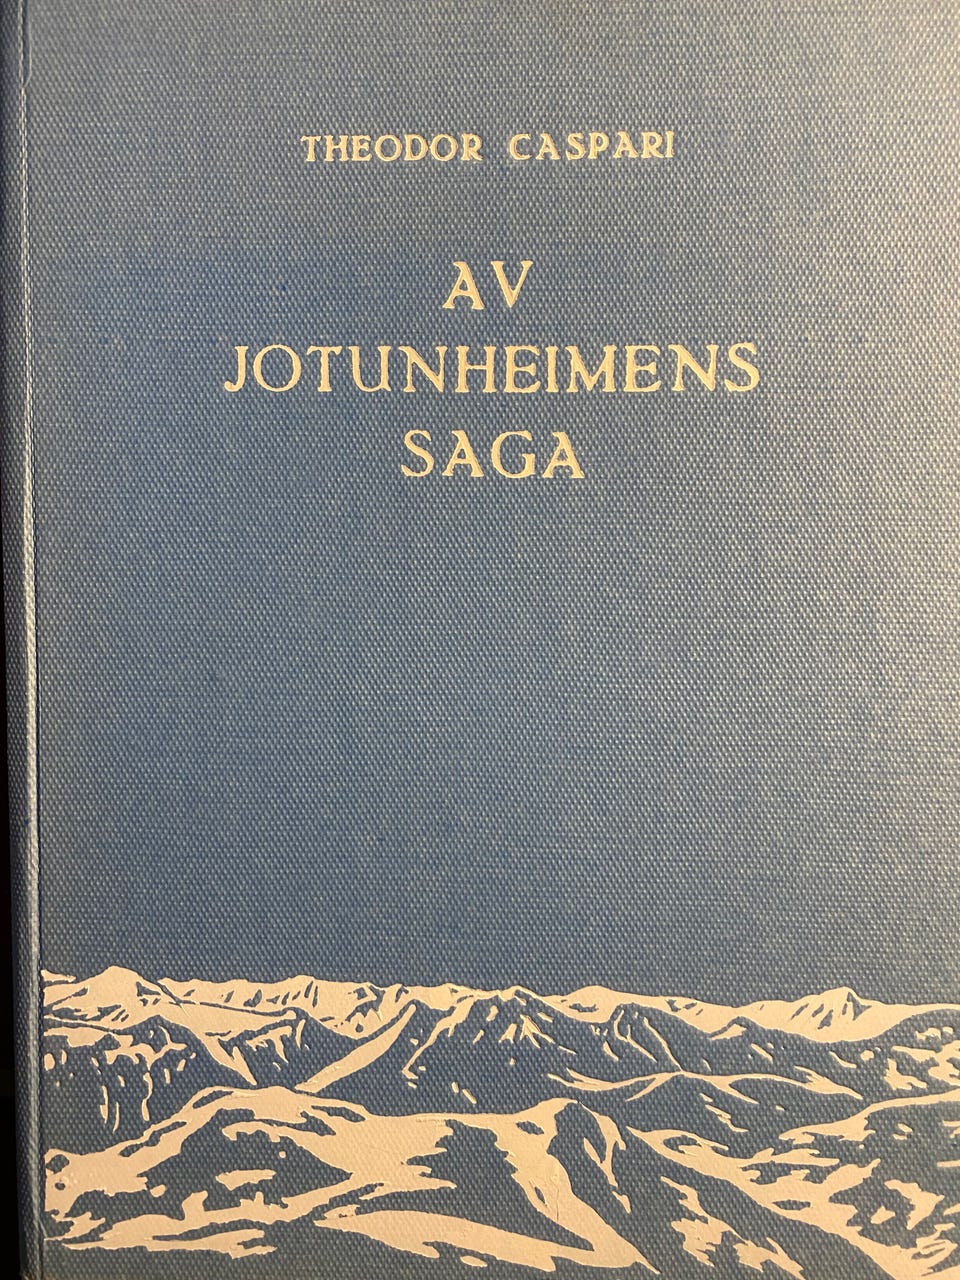 THEODOR CASPARI
AV
JOTUNHEIMENS
SAGA